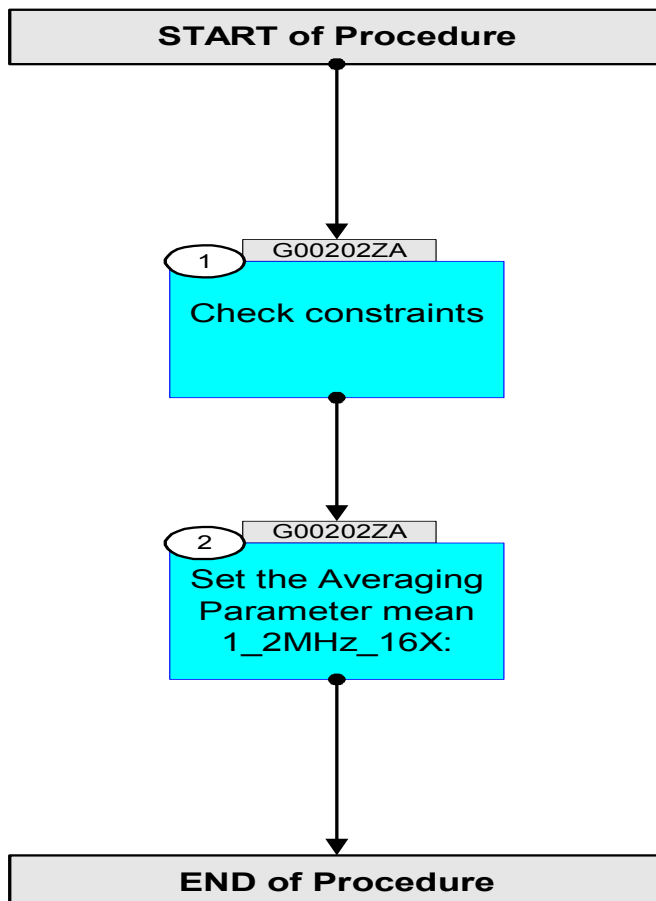 START of Procedure
G00202ZA
1
Check constraints
G00202ZA
2
Set the Averaging
Parameter mean
1_2MHz_16X:
END of Procedure